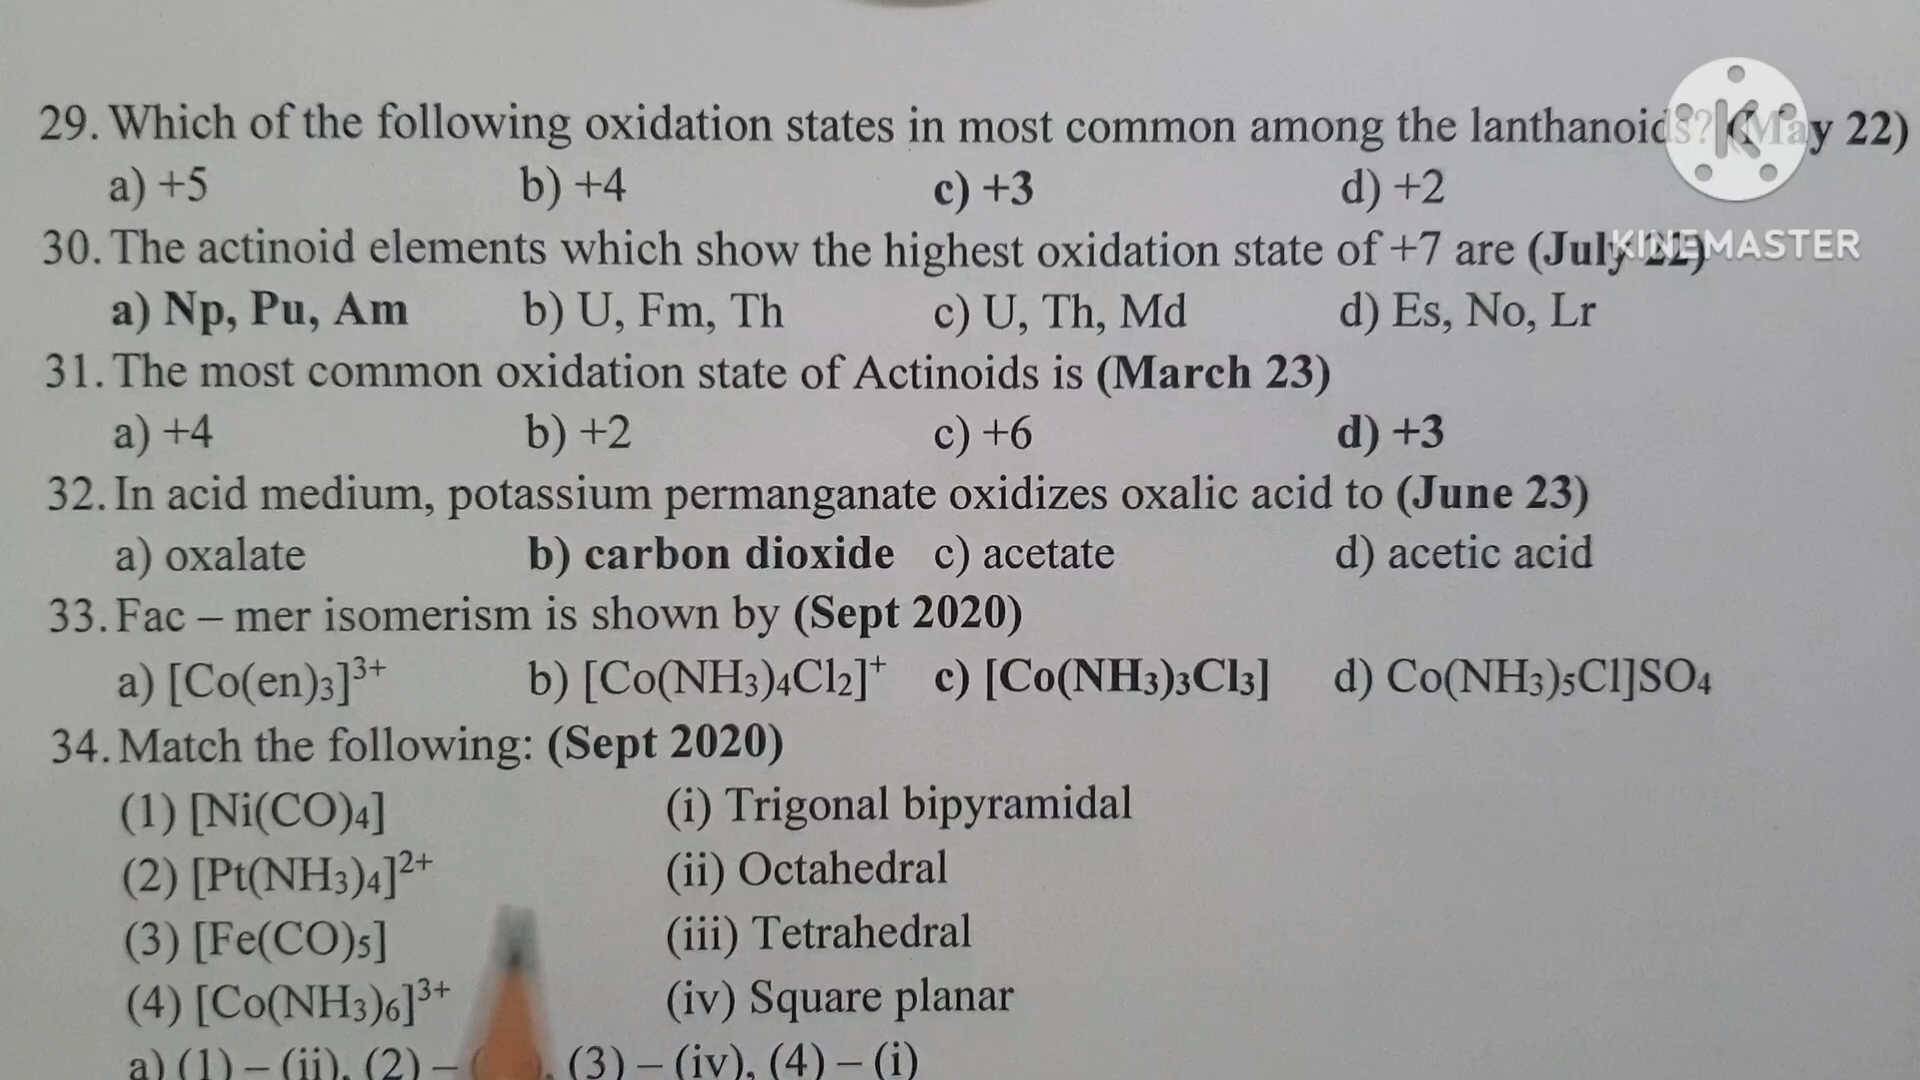 29. Which of the following oxidation states in most common among the lanthanoids? (May 22)
a) +5 b) +4 c) +3 d) +2
30. The actinoid elements which show the highest oxidation state of +7 are (July 22)
KINEMASTER
a) Np, Pu, Am b) U, Fm, Th c) U, Th, Md d) Es, No, Lr
31. The most common oxidation state of Actinoids is (March 23)
a) +4 b) +2 c) +6 d) +3
32. In acid medium, potassium permanganate oxidizes oxalic acid to (June 23)
a) oxalate b) carbon dioxide c) acetate d) acetic acid
33. Fac – mer isomerism is shown by (Sept 2020)
a) [Co(en)₃]³⁺ b) [Co(NH₃)₄Cl₂]⁺ c) [Co(NH₃)₃Cl₃] d) Co(NH₃)₅Cl]SO₄
34. Match the following: (Sept 2020)
(1) [Ni(CO)₄] (i) Trigonal bipyramidal
(2) [Pt(NH₃)₄]²⁺ (ii) Octahedral
(3) [Fe(CO)₅] (iii) Tetrahedral
(4) [Co(NH₃)₆]³⁺ (iv) Square planar
a) (1) – (ii), (2) – , (3) – (iv), (4) – (i)